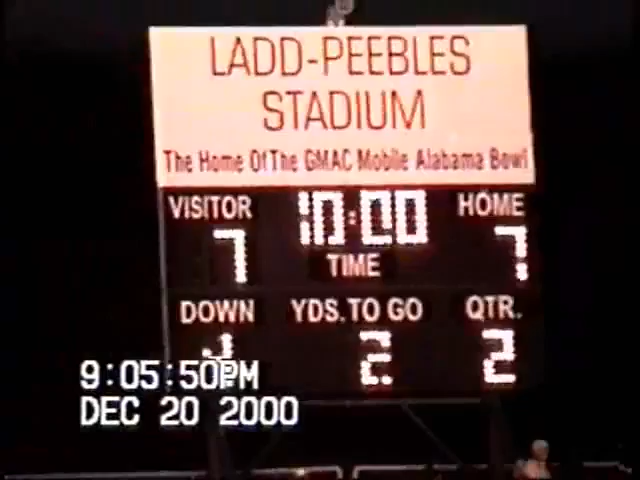 LADD-PEEBLES
STADIUM
The Home Of The GMAC Mobile Alabama Bowl
VISITOR 10:00 HOME
7 TIME 7
DOWN YDS. TO GO QTR.
2 2
9:05:50PM
DEC 20 2000